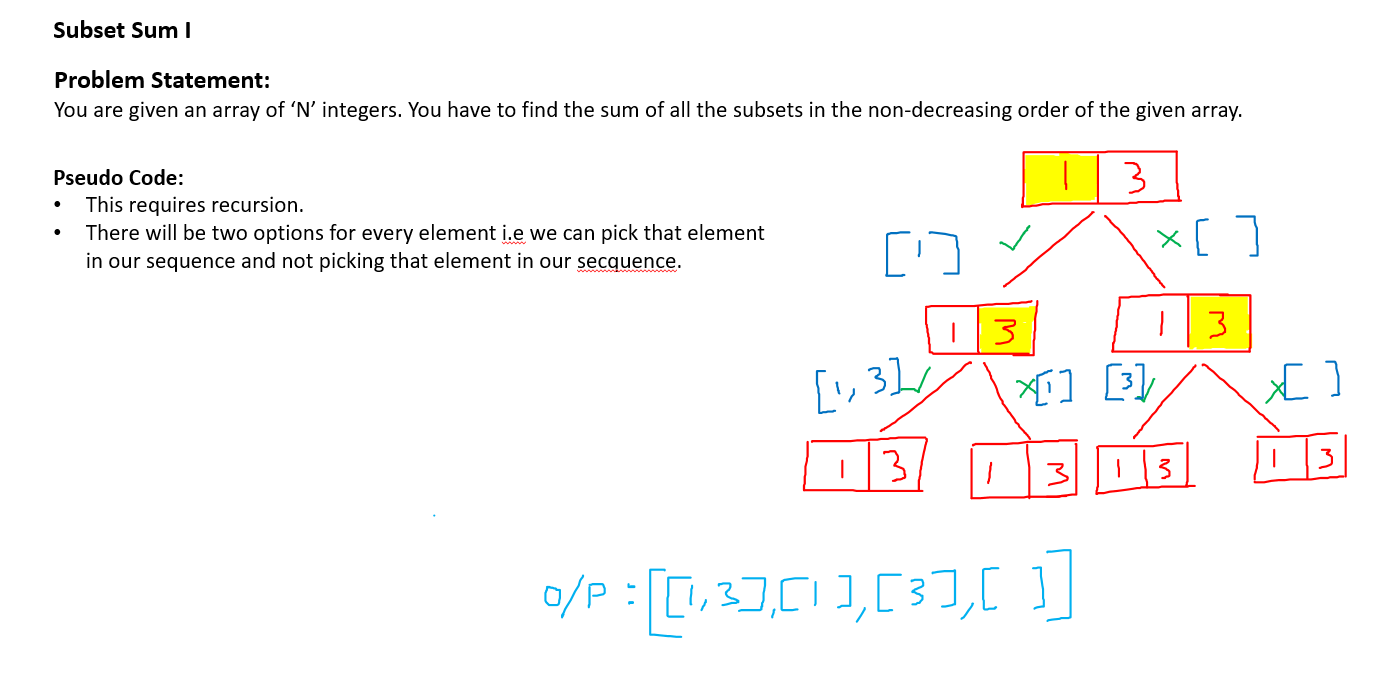 Subset Sum I
Problem Statement:
You are given an array of ‘N’ integers. You have to find the sum of all the subsets in the non-decreasing order of the given array.
Pseudo Code:
• This requires recursion.
• There will be two options for every element i.e we can pick that element
in our sequence and not picking that element in our secquence.
1 3
[1] ✓ × [ ]
1 3 1 3
[1, 3] ✓ × [1] [3] ✓ × [ ]
1 3 1 3 1 3 1 3
O/P : [[1,3],[1],[3],[ ]]